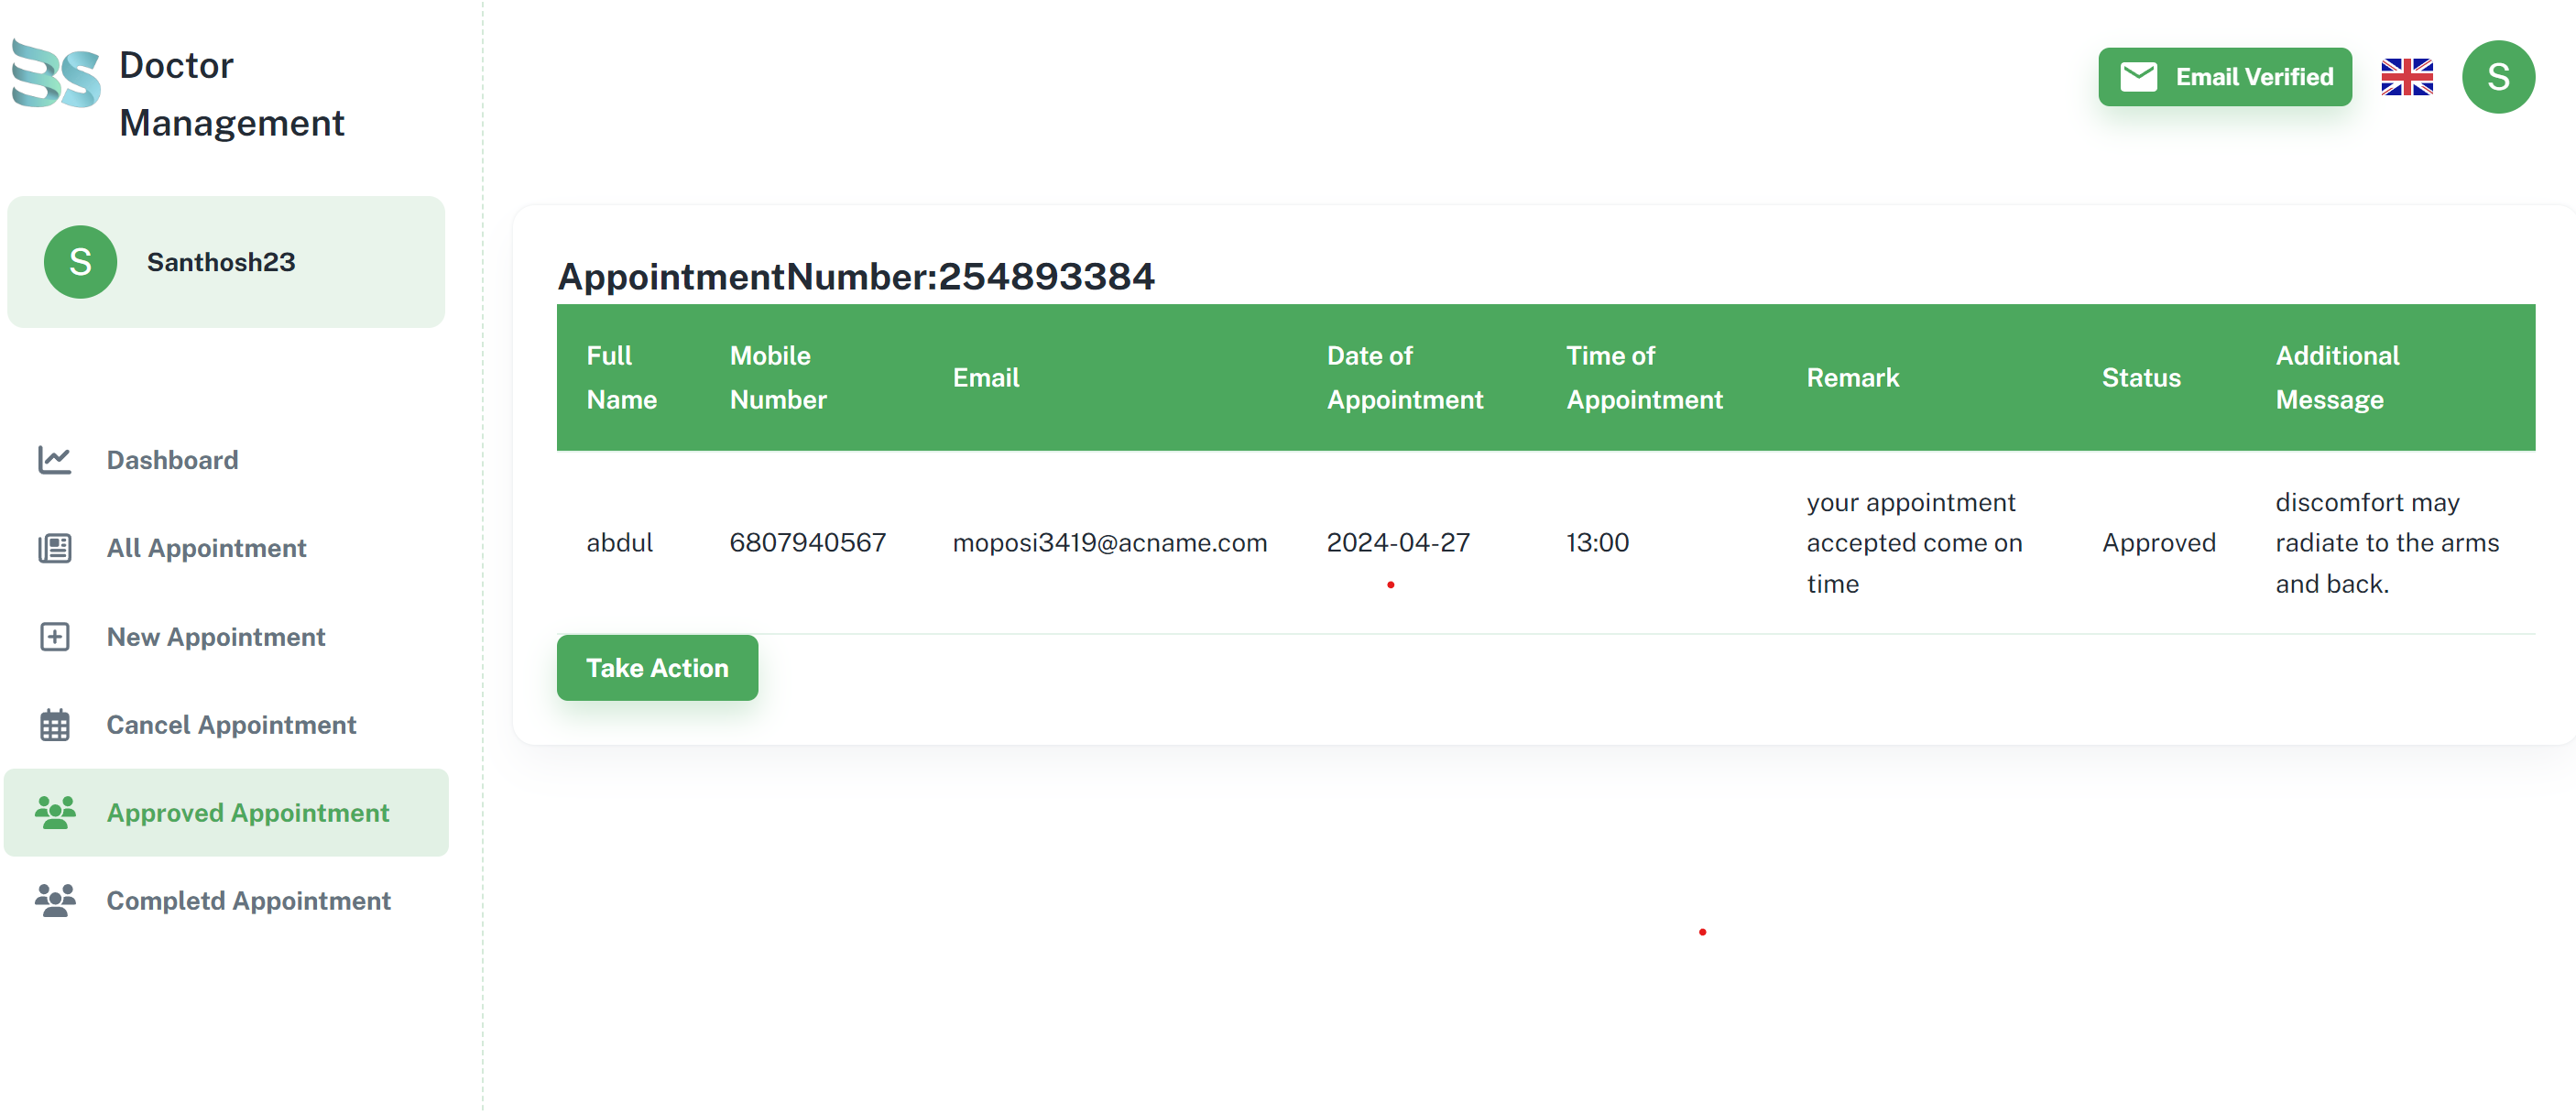 Doctor
Management
Email Verified
S
S
Santhosh23
Dashboard
All Appointment
New Appointment
Cancel Appointment
Approved Appointment
Completd Appointment
AppointmentNumber:254893384
Full Name Mobile Number Email Date of Appointment Time of Appointment Remark Status Additional Message
abdul 6807940567 moposi3419@acname.com 2024-04-27 13:00 your appointment accepted come on time Approved discomfort may radiate to the arms and back.
Take Action